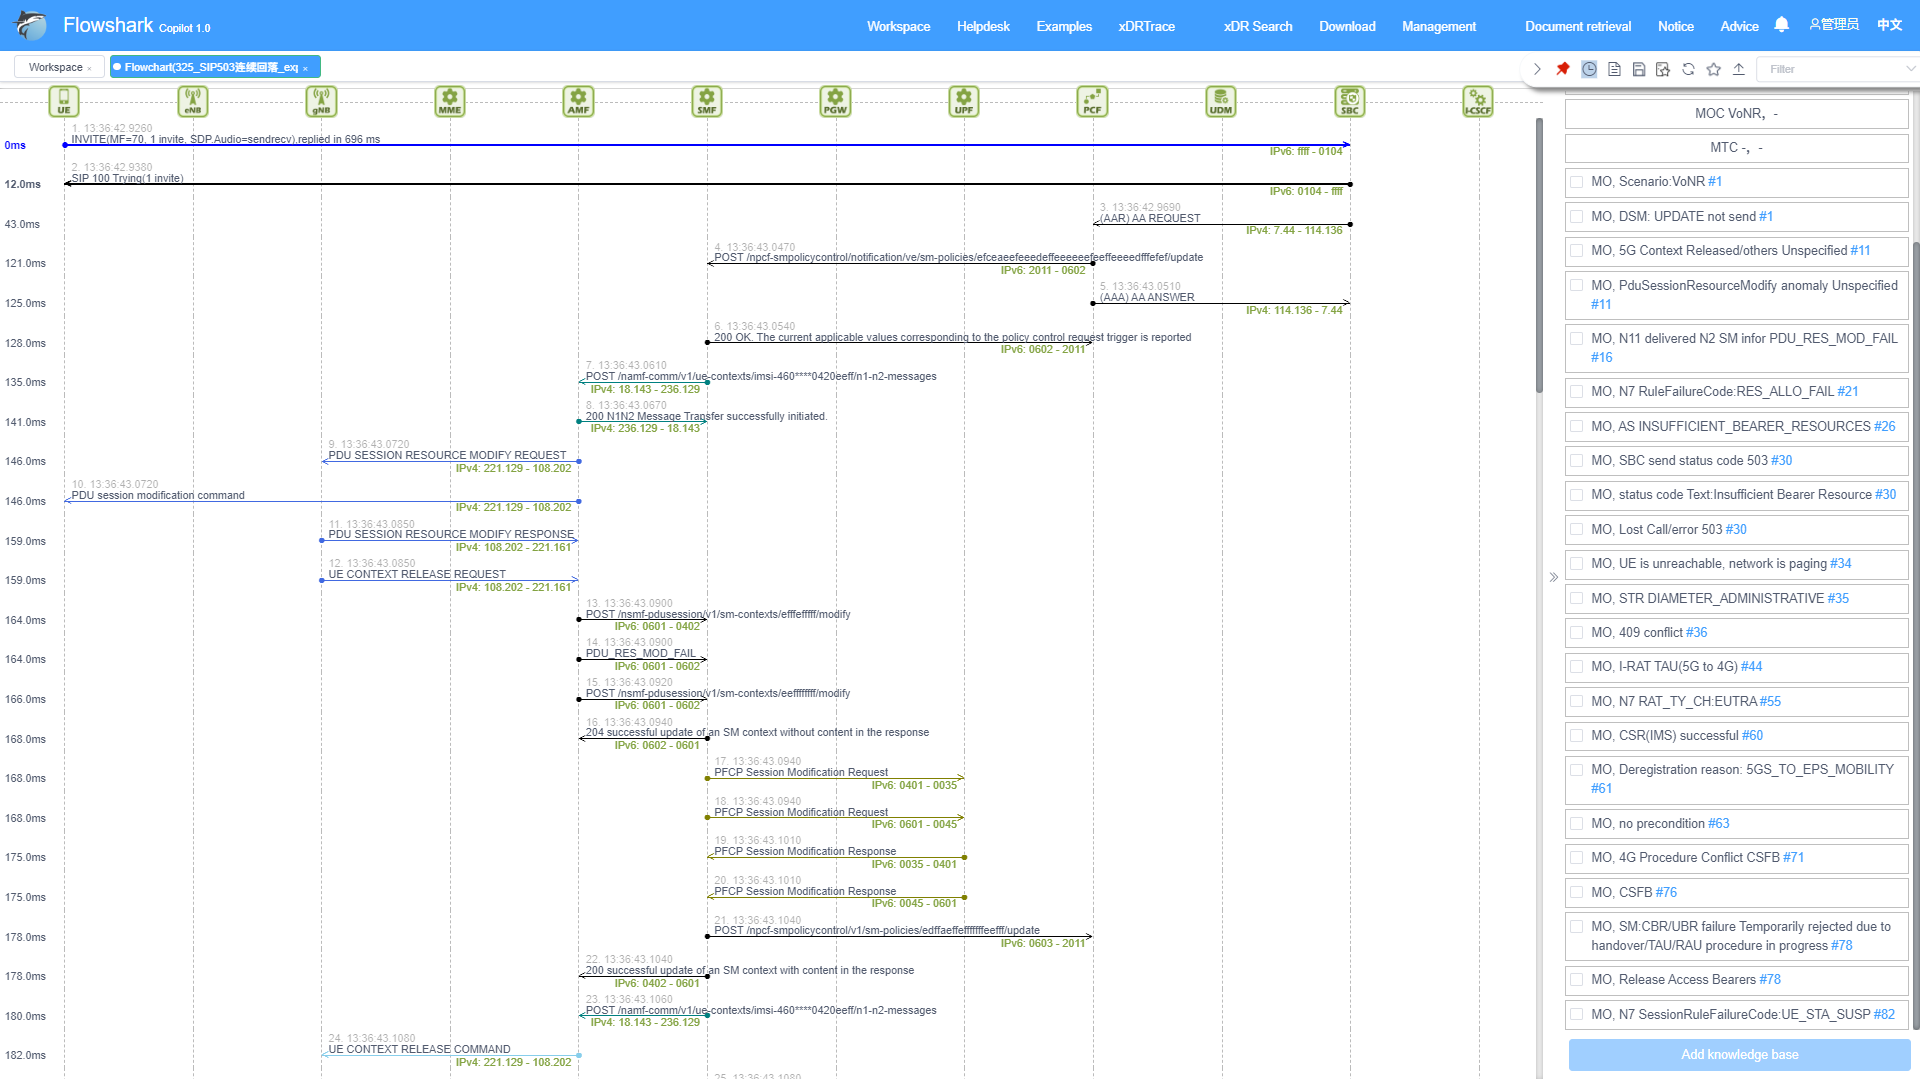 Flowshark Copilot 1.0
Workspace Helpdesk Examples xDRTrace xDR Search Download Management Document retrieval Notice Advice 管理员 中文
Workspace × Flowchart(325_SIP503连续回落_exq ×
Filter
UE eNB gNB MME AMF SMF PGW UPF PCF UDM SBC I-CSCF
1. 13:36:42.9260
0ms INVITE(MF=70, 1 invite, SDP.Audio=sendrecv).replied in 696 ms
IPv6: ffff - 0104
2. 13:36:42.9380
12.0ms SIP 100 Trying(1 invite)
IPv6: 0104 - ffff
3. 13:36:42.9690
43.0ms (AAR) AA REQUEST
IPv4: 7.44 - 114.136
4. 13:36:43.0470
121.0ms POST /npcf-smpolicycontrol/notification/ve/sm-policies/efceaeefeeedeffeeeeeefeeffeeeedfffefef/update
IPv6: 2011 - 0602
5. 13:36:43.0510
125.0ms (AAA) AA ANSWER
IPv4: 114.136 - 7.44
6. 13:36:43.0540
128.0ms 200 OK. The current applicable values corresponding to the policy control request trigger is reported
IPv6: 0602 - 2011
7. 13:36:43.0610
135.0ms POST /namf-comm/v1/ue-contexts/imsi-460****0420eeff/n1-n2-messages
IPv4: 18.143 - 236.129
8. 13:36:43.0670
141.0ms 200 N1N2 Message Transfer successfully initiated.
IPv4: 236.129 - 18.143
9. 13:36:43.0720
146.0ms PDU SESSION RESOURCE MODIFY REQUEST
IPv4: 221.129 - 108.202
10. 13:36:43.0720
146.0ms PDU session modification command
IPv4: 221.129 - 108.202
11. 13:36:43.0850
159.0ms PDU SESSION RESOURCE MODIFY RESPONSE
IPv4: 108.202 - 221.161
12. 13:36:43.0850
159.0ms UE CONTEXT RELEASE REQUEST
IPv4: 108.202 - 221.161
13. 13:36:43.0900
164.0ms POST /nsmf-pdusession/v1/sm-contexts/efffefffff/modify
IPv6: 0601 - 0402
14. 13:36:43.0900
164.0ms PDU_RES_MOD_FAIL
IPv6: 0601 - 0602
15. 13:36:43.0920
166.0ms POST /nsmf-pdusession/v1/sm-contexts/eeffffffff/modify
IPv6: 0601 - 0602
16. 13:36:43.0940
168.0ms 204 successful update of an SM context without content in the response
IPv6: 0602 - 0601
17. 13:36:43.0940
168.0ms PFCP Session Modification Request
IPv6: 0401 - 0035
18. 13:36:43.0940
168.0ms PFCP Session Modification Request
IPv6: 0601 - 0045
19. 13:36:43.1010
175.0ms PFCP Session Modification Response
IPv6: 0035 - 0401
20. 13:36:43.1010
175.0ms PFCP Session Modification Response
IPv6: 0045 - 0601
21. 13:36:43.1040
178.0ms POST /npcf-smpolicycontrol/v1/sm-policies/edffaeffefffffffeefff/update
IPv6: 0603 - 2011
22. 13:36:43.1040
178.0ms 200 successful update of an SM context with content in the response
IPv6: 0402 - 0601
23. 13:36:43.1060
180.0ms POST /namf-comm/v1/ue-contexts/imsi-460****0420eeff/n1-n2-messages
IPv4: 18.143 - 236.129
24. 13:36:43.1080
182.0ms UE CONTEXT RELEASE COMMAND
IPv4: 221.129 - 108.202
25. 13:36:43.1080
MOC VoNR, -
MTC -, -
MO, Scenario:VoNR #1
MO, DSM: UPDATE not send #1
MO, 5G Context Released/others Unspecified #11
MO, PduSessionResourceModify anomaly Unspecified
#11
MO, N11 delivered N2 SM infor PDU_RES_MOD_FAIL
#16
MO, N7 RuleFailureCode:RES_ALLO_FAIL #21
MO, AS INSUFFICIENT_BEARER_RESOURCES #26
MO, SBC send status code 503 #30
MO, status code Text:Insufficient Bearer Resource #30
MO, Lost Call/error 503 #30
MO, UE is unreachable, network is paging #34
MO, STR DIAMETER_ADMINISTRATIVE #35
MO, 409 conflict #36
MO, I-RAT TAU(5G to 4G) #44
MO, N7 RAT_TY_CH:EUTRA #55
MO, CSR(IMS) successful #60
MO, Deregistration reason: 5GS_TO_EPS_MOBILITY
#61
MO, no precondition #63
MO, 4G Procedure Conflict CSFB #71
MO, CSFB #76
MO, SM:CBR/UBR failure Temporarily rejected due to
handover/TAU/RAU procedure in progress #78
MO, Release Access Bearers #78
MO, N7 SessionRuleFailureCode:UE_STA_SUSP #82
Add knowledge base